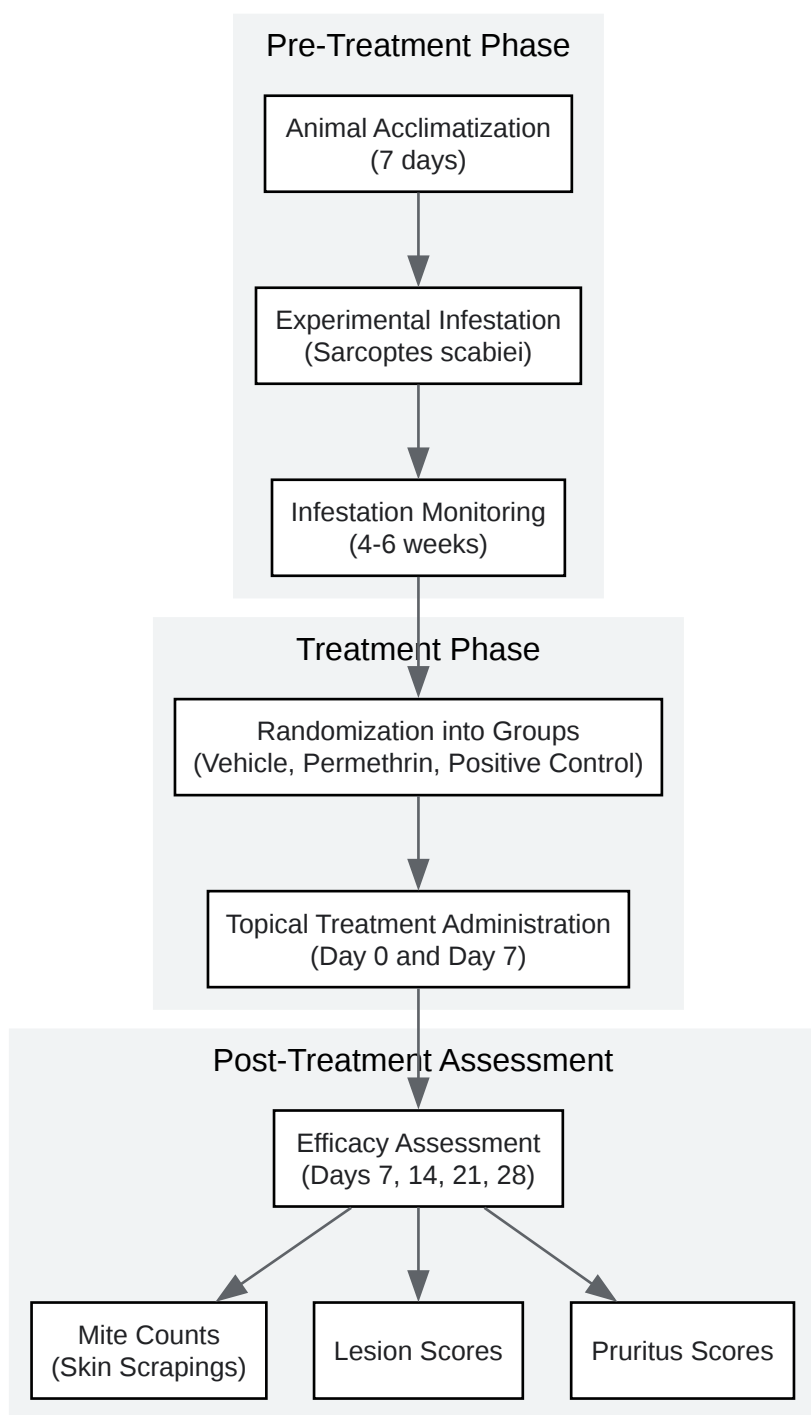 Pre-Treatment Phase
Animal Acclimatization
(7 days)
Experimental Infestation
(Sarcoptes scabiei)
Infestation Monitoring
(4-6 weeks)
Treatment Phase
Randomization into Groups
(Vehicle, Permethrin, Positive Control)
Topical Treatment Administration
(Day 0 and Day 7)
Post-Treatment Assessment
Efficacy Assessment
(Days 7, 14, 21, 28)
Mite Counts
(Skin Scrapings)
Lesion Scores
Pruritus Scores